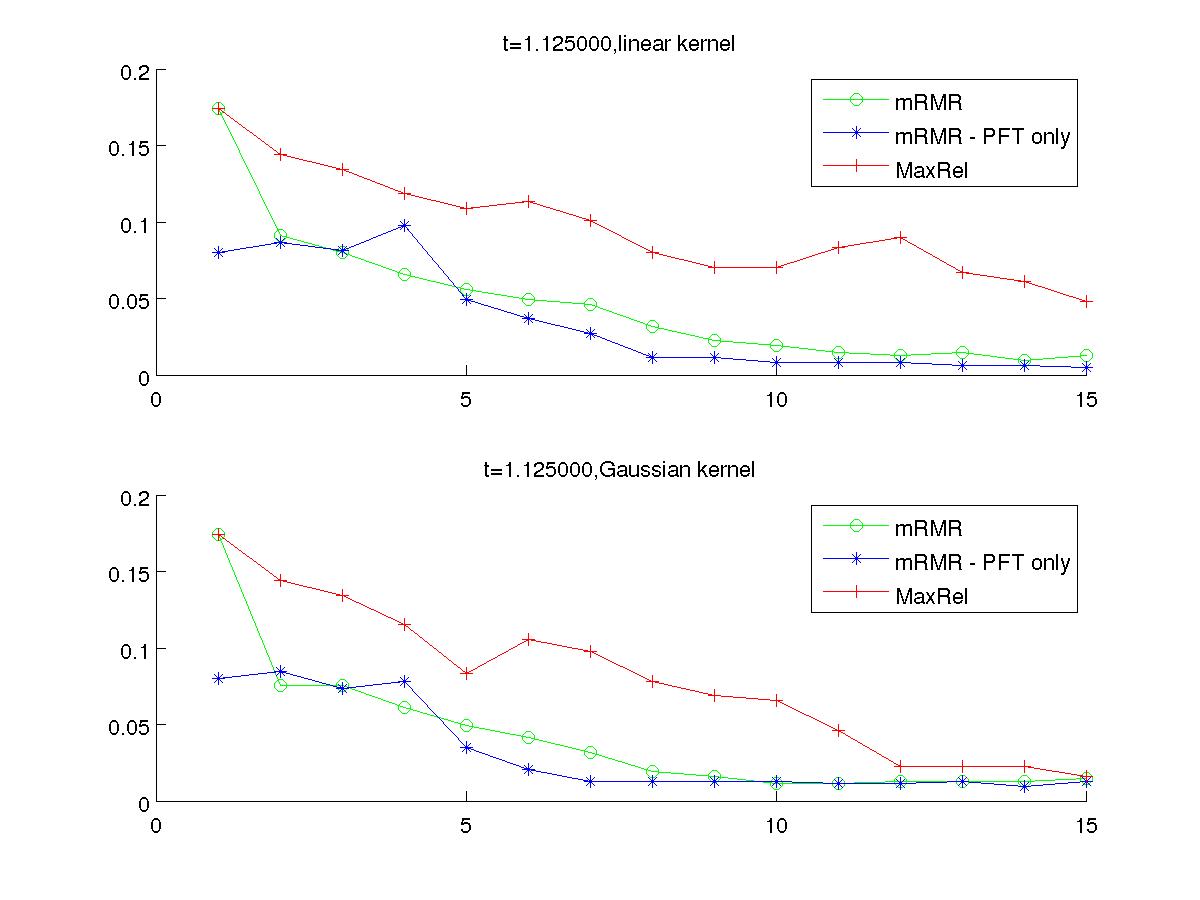 t=1.125000,linear kernel
0.2
0.15
0.1
0.05
0
0 5 10 15
mRMR
mRMR - PFT only
MaxRel
t=1.125000,Gaussian kernel
0.2
0.15
0.1
0.05
0
0 5 10 15
mRMR
mRMR - PFT only
MaxRel